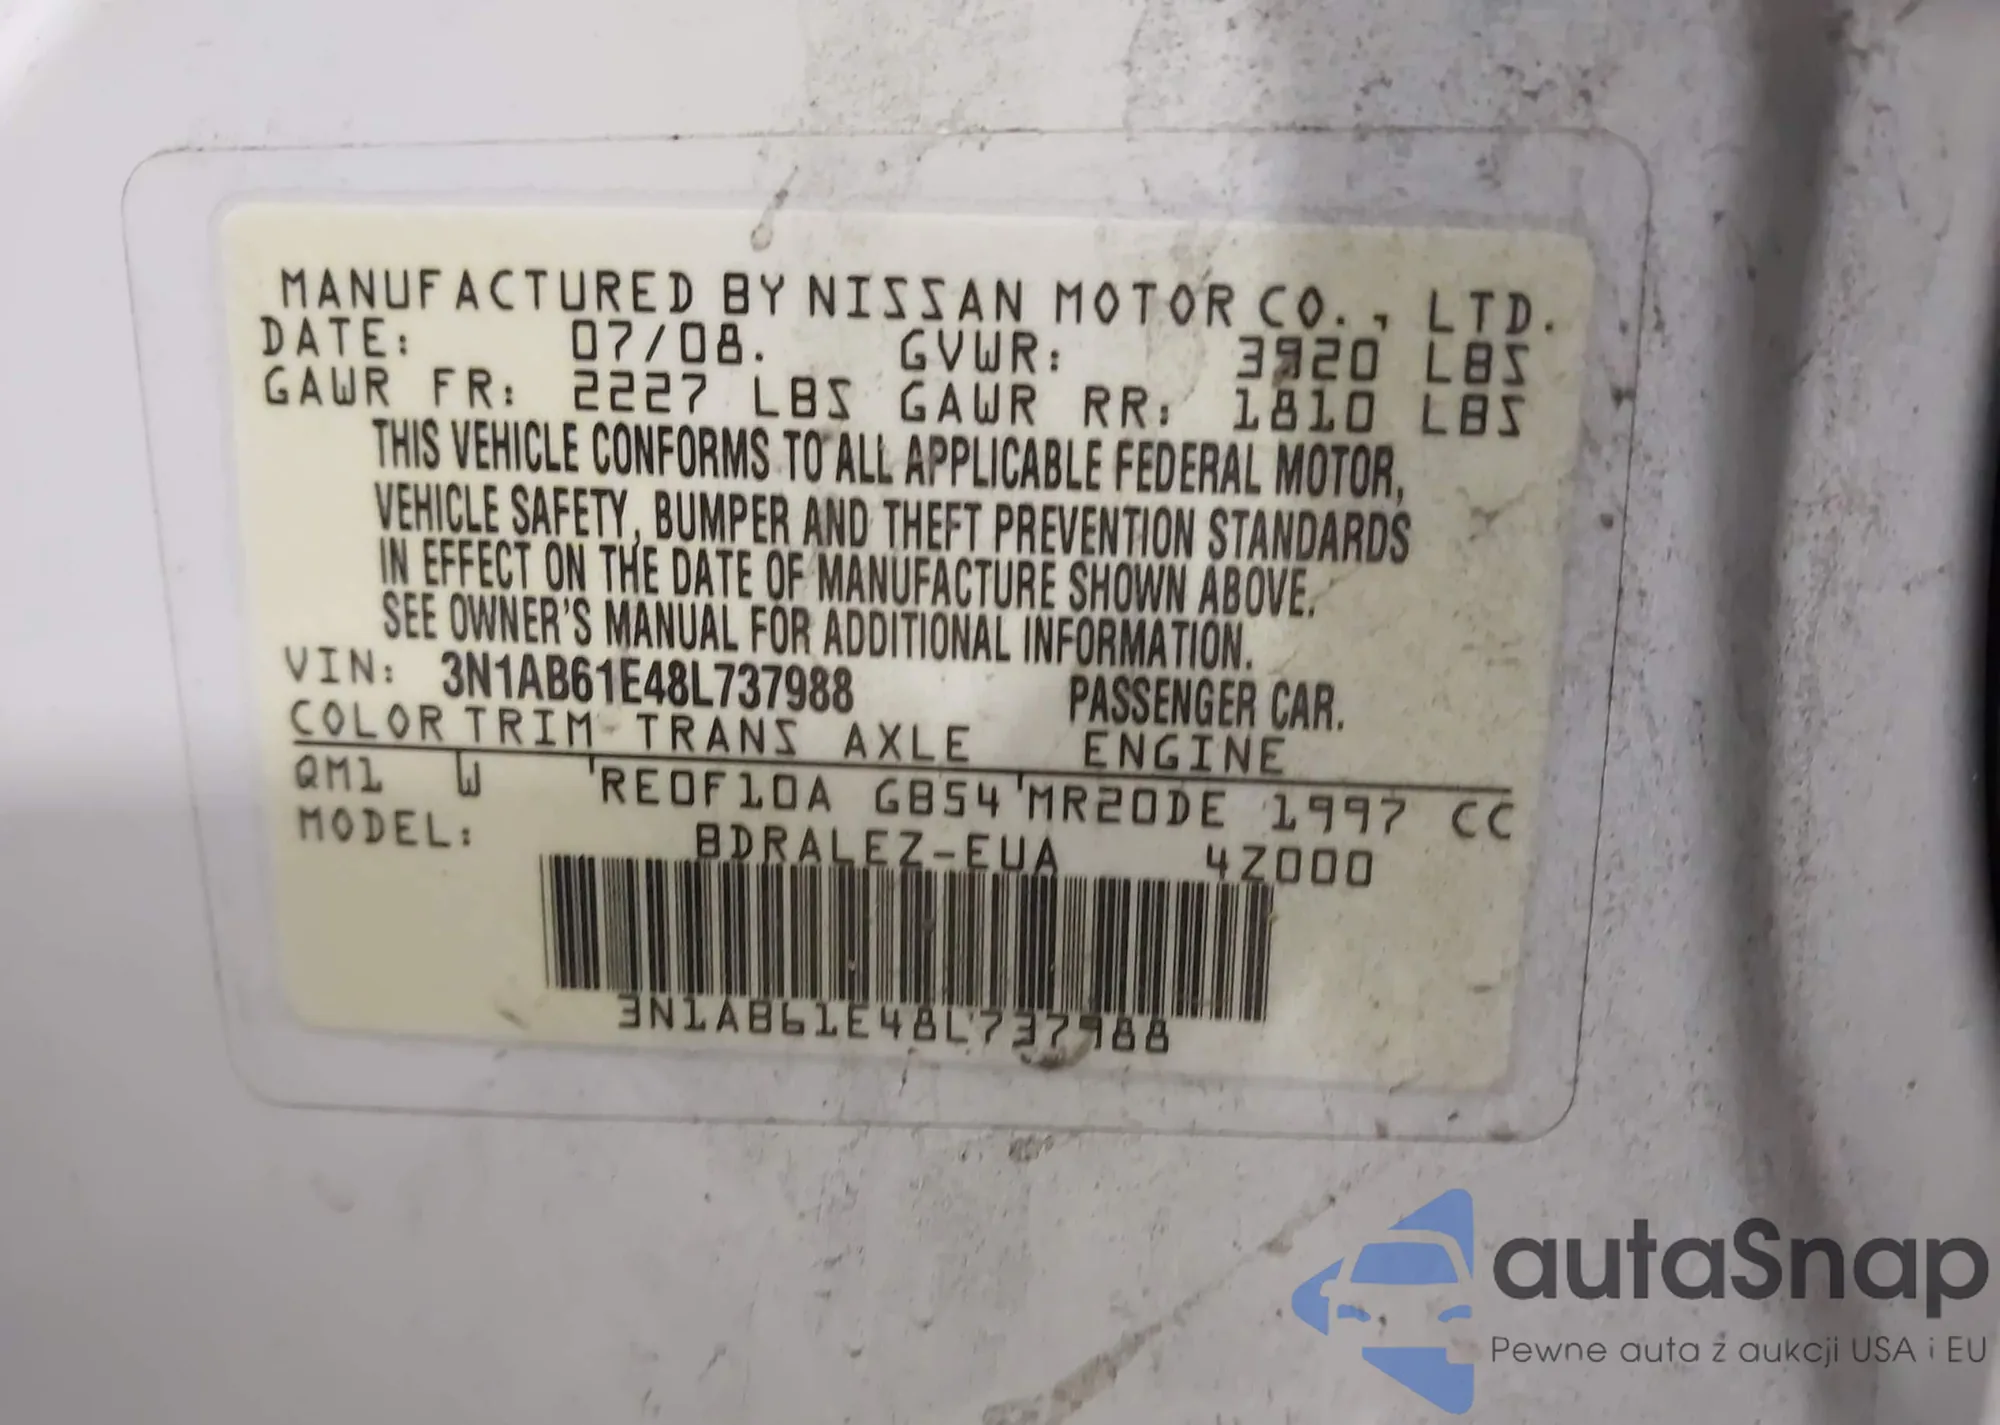 MANUFACTURED BY NISSAN MOTOR CO., LTD.
DATE: 07/08. GVWR: 3920 LBS
GAWR FR: 2227 LBS GAWR RR: 1810 LBS
THIS VEHICLE CONFORMS TO ALL APPLICABLE FEDERAL MOTOR,
VEHICLE SAFETY, BUMPER AND THEFT PREVENTION STANDARDS
IN EFFECT ON THE DATE OF MANUFACTURE SHOWN ABOVE.
SEE OWNER'S MANUAL FOR ADDITIONAL INFORMATION.
VIN: 3N1AB61E48L737988 PASSENGER CAR.
COLOR TRIM TRANS AXLE ENGINE
QM1 W 'RE0F10A GB54 'MR20DE 1997 CC
MODEL: BDRALEZ-EUA 4Z000
3N1AB61E48L737988
autaSnap
Pewne auta z aukcji USA i EU